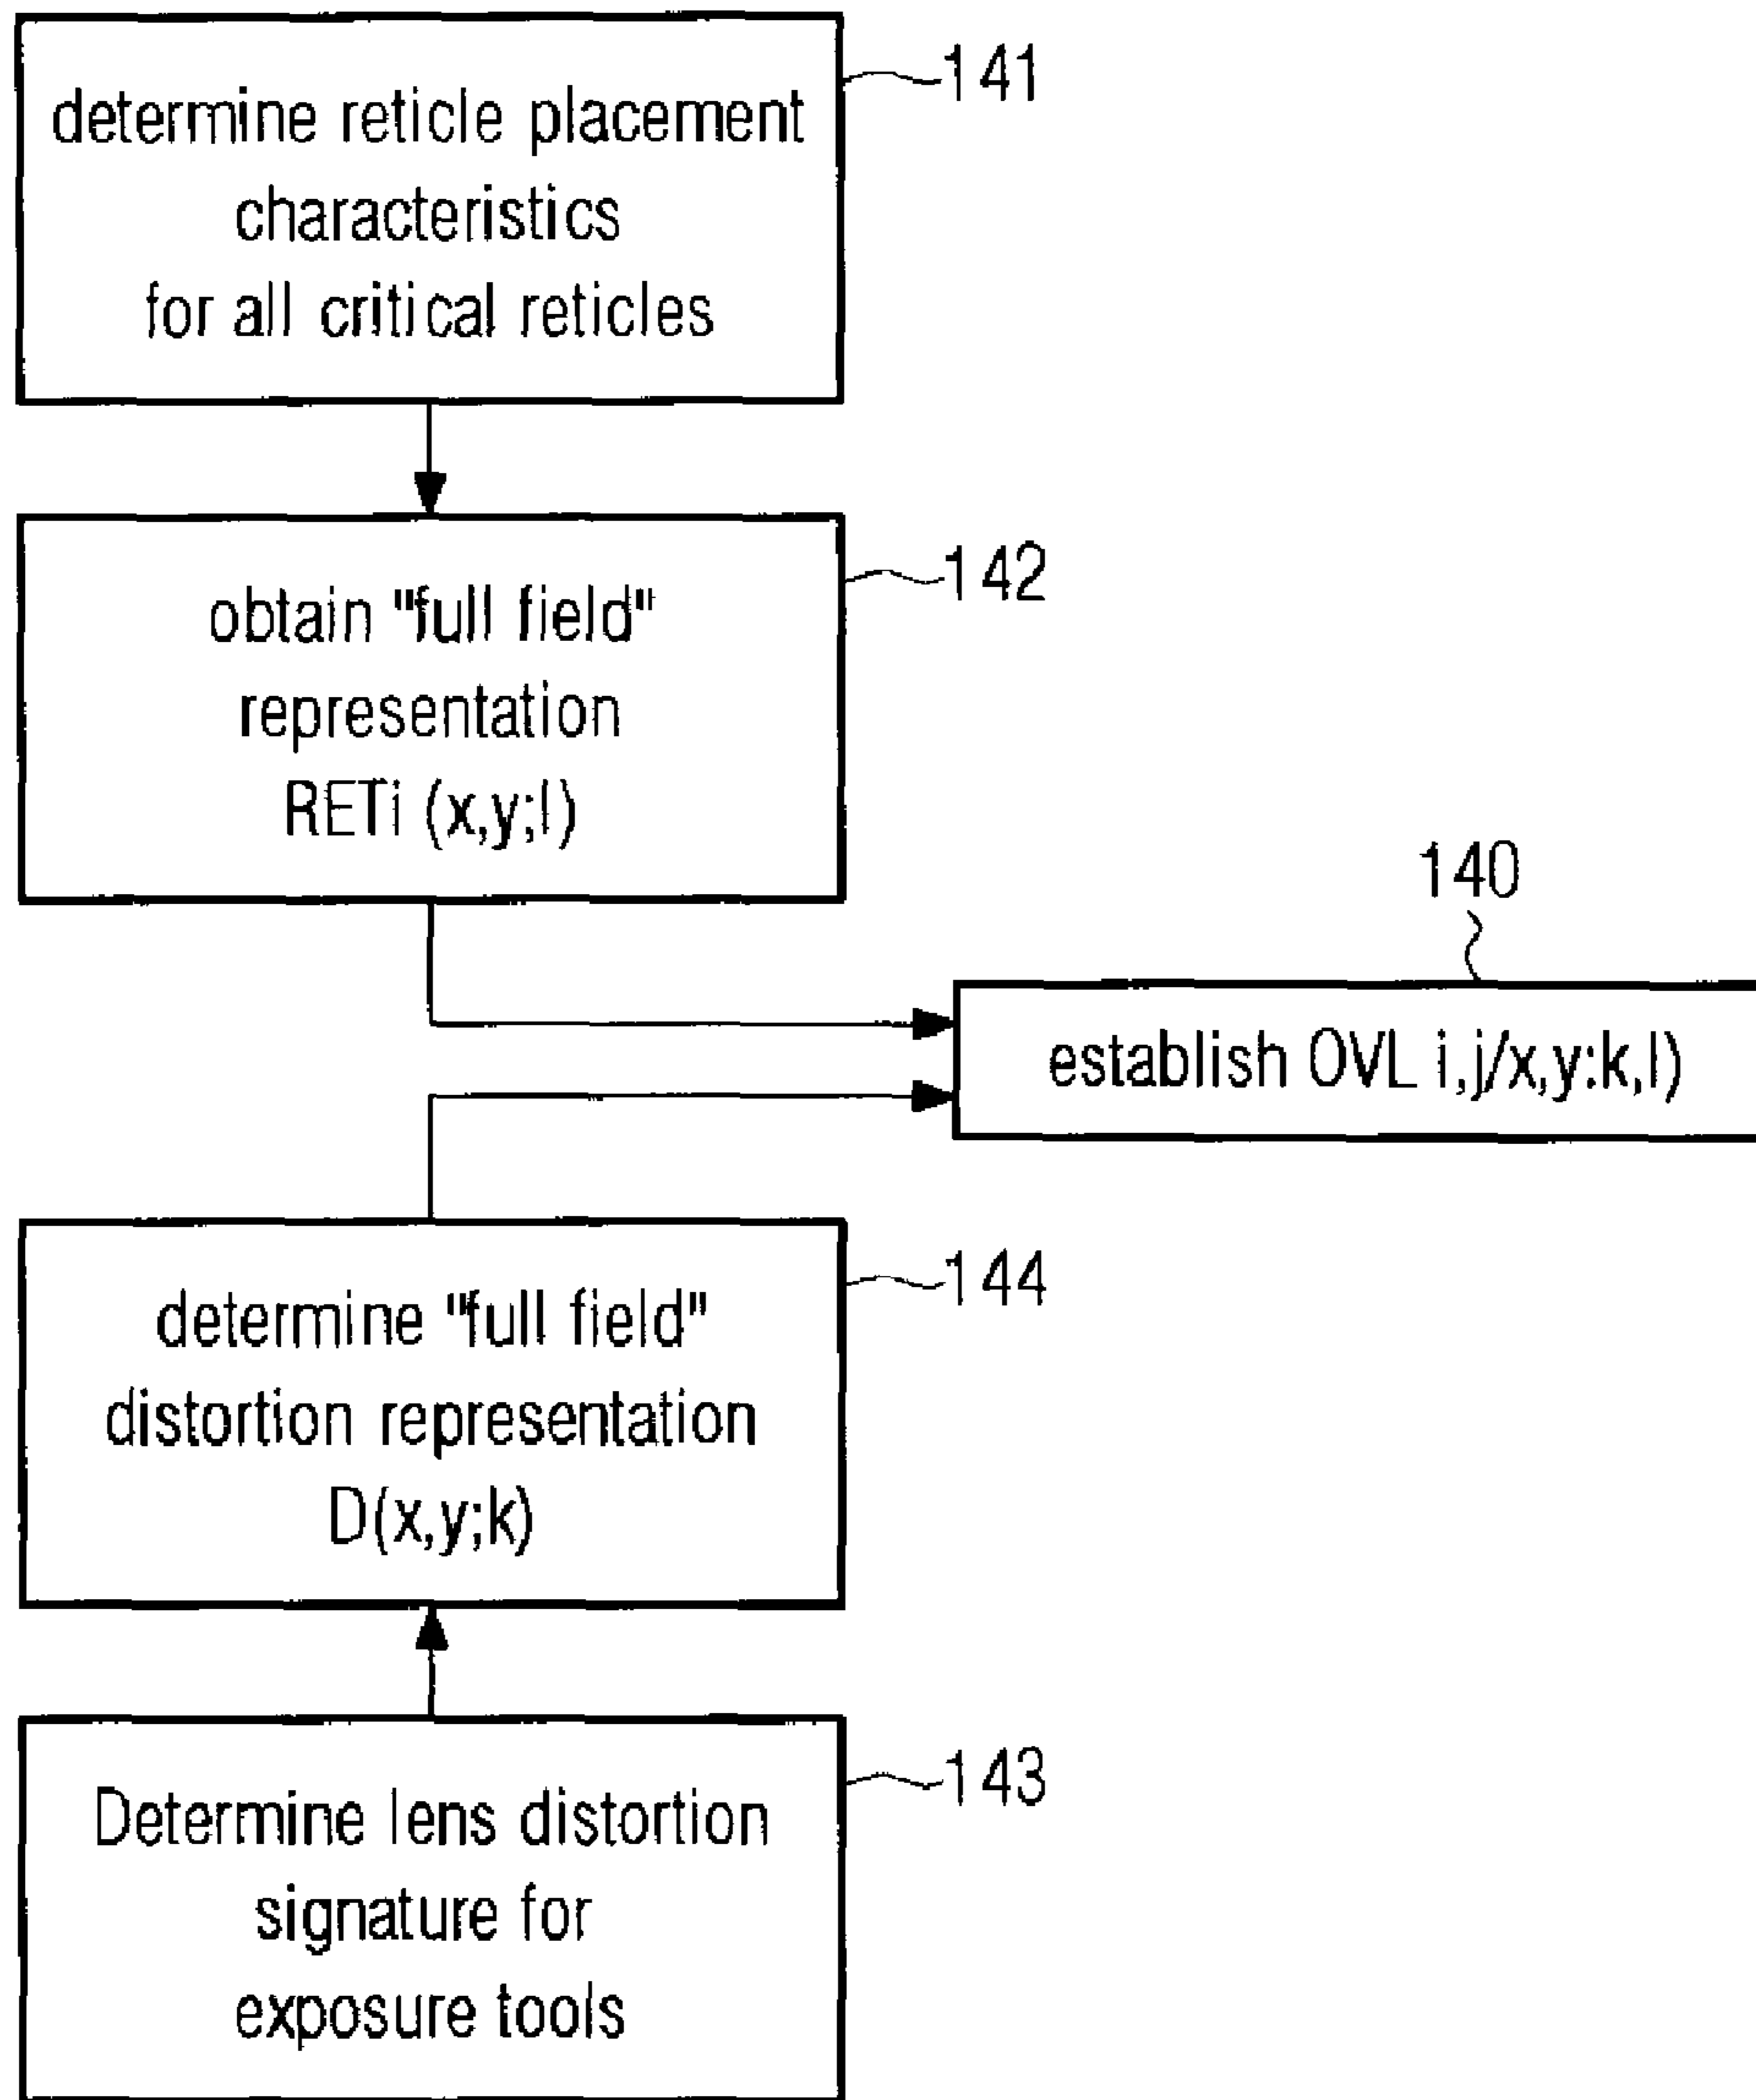 determine reticle placement
characteristics
for all critical reticles
141
obtain "full field"
representation
RETi (x,y;l)
142
140
establish OVL i,j/x,y:k,l)
determine "full field"
distortion representation
D(x,y;k)
144
Determine lens distortion
signature for
exposure tools
143